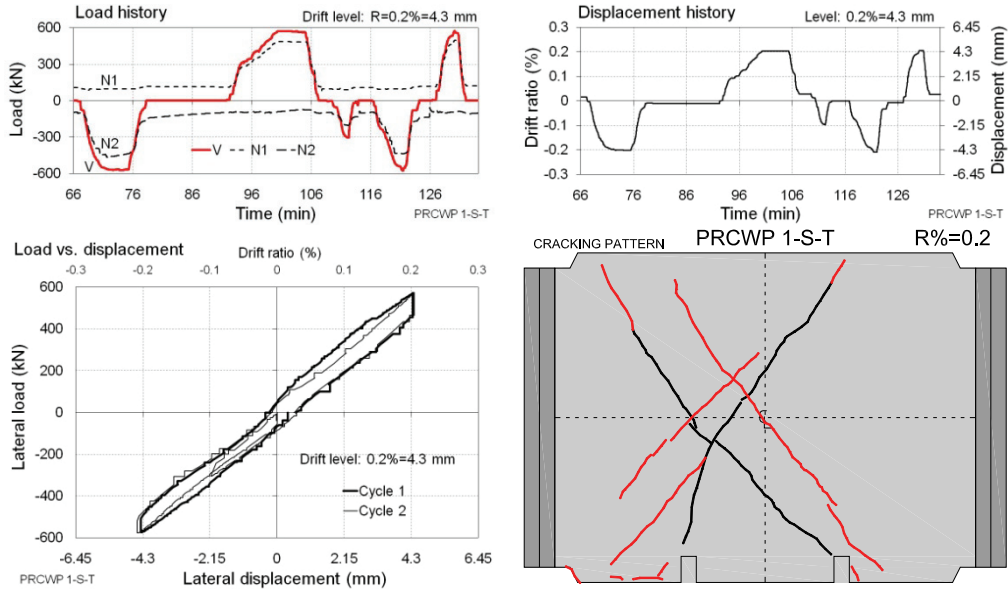 Load history
Drift level: R=0.2%=4.3 mm
Load (kN)
600
300
0
-300
-600
N1
N2
V
V N1 N2
66 76 86 96 106 116 126
Time (min)
PRCWP 1-S-T
Displacement history
Level: 0.2%=4.3 mm
Drift ratio (%)
0.3
0.2
0.1
0
-0.1
-0.2
-0.3
6.45
4.3
2.15
0
-2.15
-4.3
-6.45
Displacement (mm)
66 76 86 96 106 116 126
Time (min)
PRCWP 1-S-T
Load vs. displacement
Drift ratio (%)
-0.3 -0.2 -0.1 0 0.1 0.2 0.3
Lateral load (kN)
600
400
200
0
-200
-400
-600
Drift level: 0.2%=4.3 mm
Cycle 1
Cycle 2
-6.45 -4.3 -2.15 0 2.15 4.3 6.45
Lateral displacement (mm)
PRCWP 1-S-T
CRACKING PATTERN PRCWP 1-S-T R%=0.2